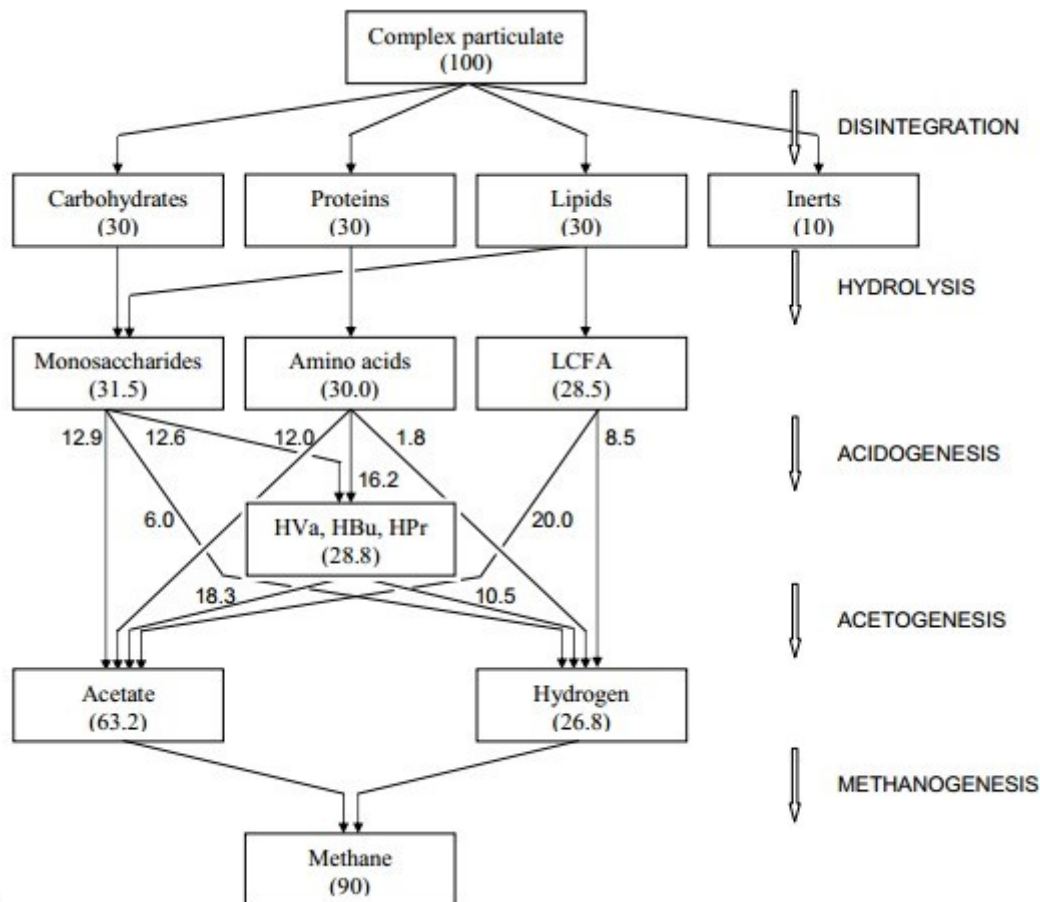 Complex particulate
(100)
DISINTEGRATION
Carbohydrates
(30)
Proteins
(30)
Lipids
(30)
Inerts
(10)
HYDROLYSIS
Monosaccharides
(31.5)
Amino acids
(30.0)
LCFA
(28.5)
12.9
12.6
12.0
1.8
8.5
ACIDOGENESIS
16.2
6.0
HVa, HBu, HPr
(28.8)
20.0
18.3
10.5
ACETOGENESIS
Acetate
(63.2)
Hydrogen
(26.8)
METHANOGENESIS
Methane
(90)